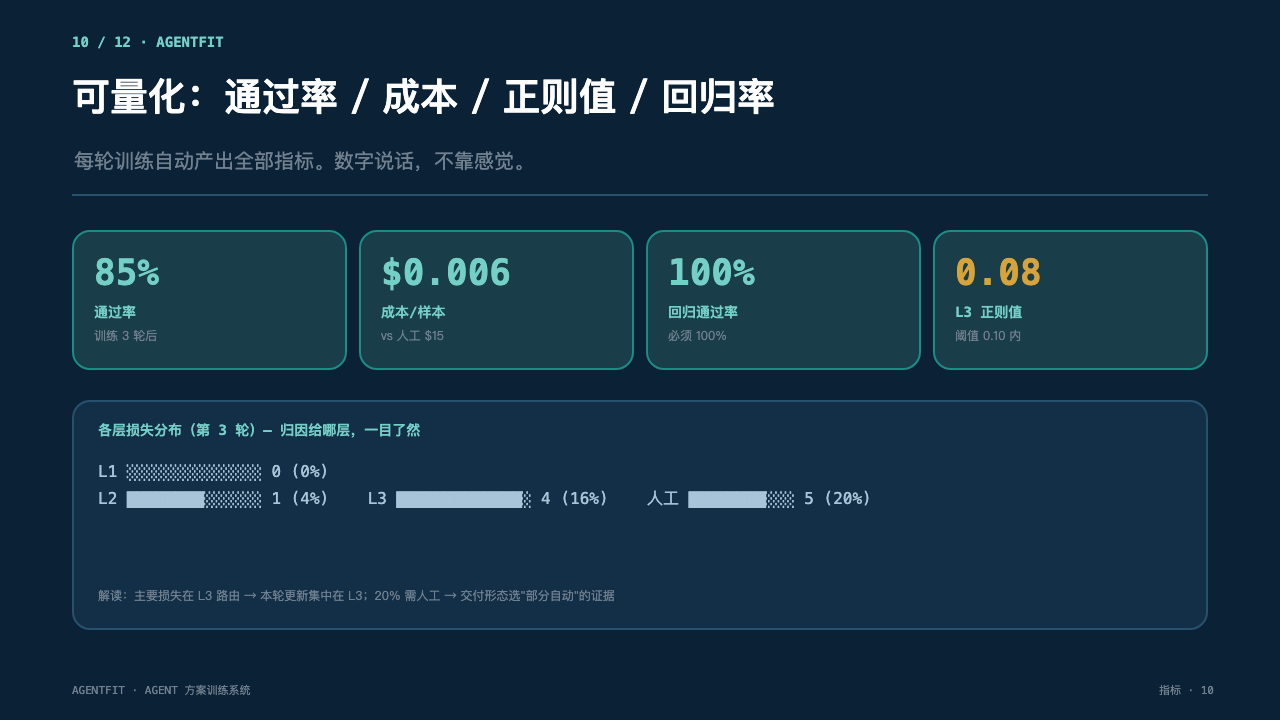 10 / 12 · AGENTFIT
可量化：通过率 / 成本 / 正则值 / 回归率
每轮训练自动产出全部指标。数字说话，不靠感觉。
85%
通过率
训练 3 轮后
$0.006
成本/样本
vs 人工 $15
100%
回归通过率
必须 100%
0.08
L3 正则值
阈值 0.10 内
各层损失分布（第 3 轮）— 归因给哪层，一目了然
L1 ░░░░░░░░░░░░░░ 0 (0%)
L2 ████████░░░░░░ 1 (4%) L3 █████████████░ 4 (16%) 人工 ████████░░░ 5 (20%)
解读：主要损失在 L3 路由 → 本轮更新集中在 L3；20% 需人工 → 交付形态选"部分自动"的证据
AGENTFIT · AGENT 方案训练系统
指标 · 10